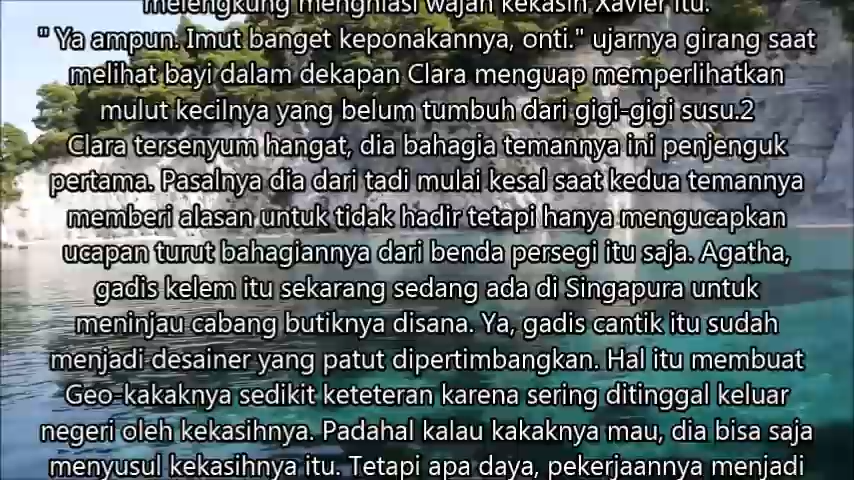 melengkung menghiasi wajah kekasih Xavier itu.
" Ya ampun. Imut banget keponakannya, onti." ujarnya girang saat
melihat bayi dalam dekapan Clara menguap memperlihatkan
mulut kecilnya yang belum tumbuh dari gigi-gigi susu.2
Clara tersenyum hangat, dia bahagia temannya ini penjenguk
pertama. Pasalnya dia dari tadi mulai kesal saat kedua temannya
memberi alasan untuk tidak hadir tetapi hanya mengucapkan
ucapan turut bahagiannya dari benda persegi itu saja. Agatha,
gadis kelem itu sekarang sedang ada di Singapura untuk
meninjau cabang butiknya disana. Ya, gadis cantik itu sudah
menjadi desainer yang patut dipertimbangkan. Hal itu membuat
Geo-kakaknya sedikit keteteran karena sering ditinggal keluar
negeri oleh kekasihnya. Padahal kalau kakaknya mau, dia bisa saja
menyusul kekasihnya itu. Tetapi apa daya, pekerjaannya menjadi